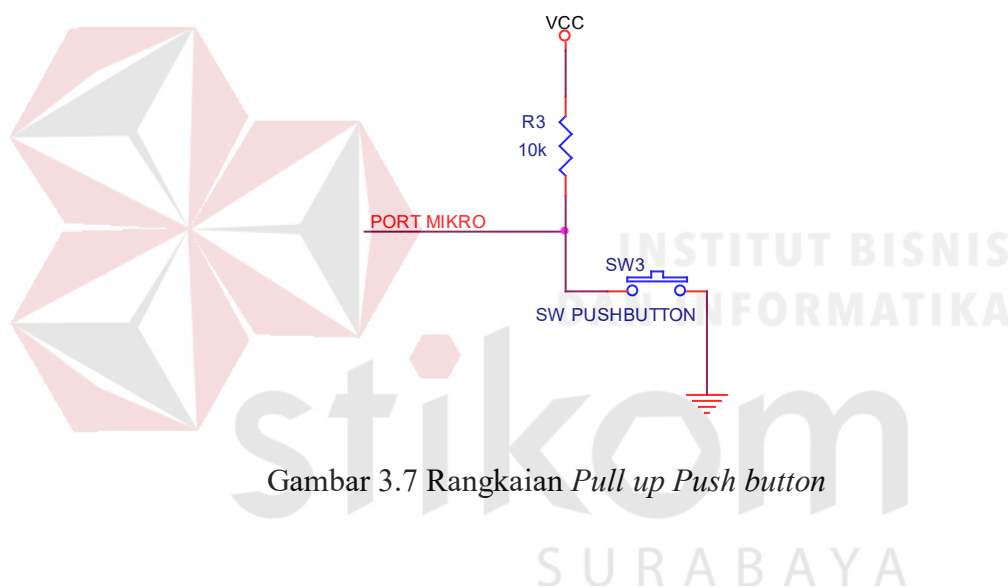 VCC
R3
10k
PORT MIKRO
INSTITUT BISNIS
SW3
DAN INFORMATIKA
SW PUSHBUTTON
stikom
Gambar 3.7 Rangkaian Pull up Push button
SURABAYA